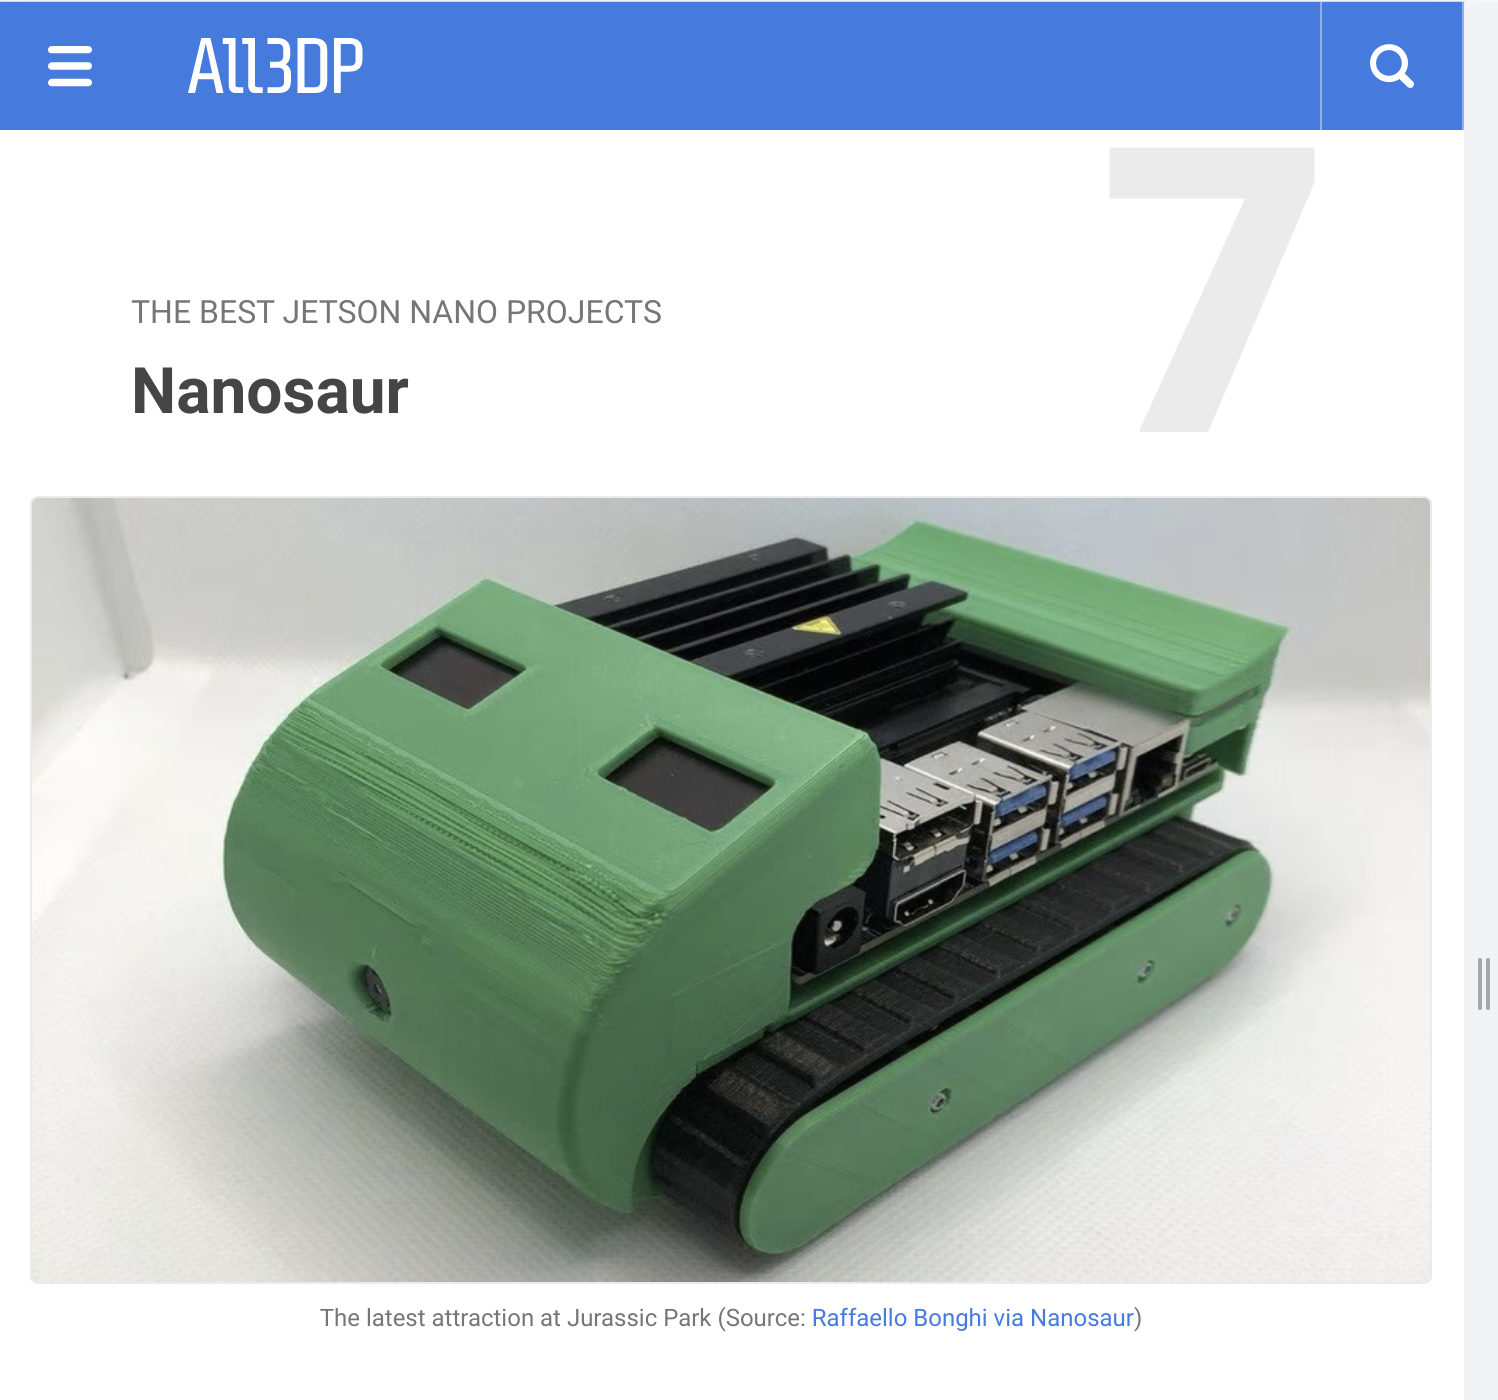 All3DP
7
THE BEST JETSON NANO PROJECTS
Nanosaur
The latest attraction at Jurassic Park (Source: Raffaello Bonghi via Nanosaur)